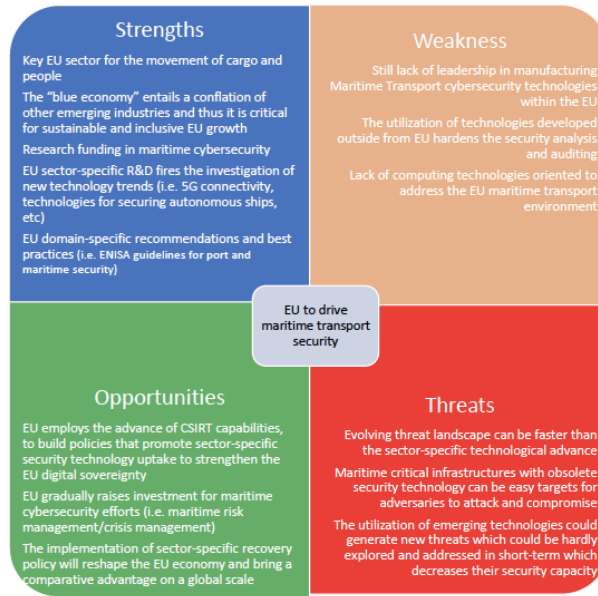 Strengths
Key EU sector for the movement of cargo and
people
The “blue economy” entails a conflation of
other emerging industries and thus it is critical
for sustainable and inclusive EU growth
Research funding in maritime cybersecurity
EU sector-specific R&D fires the investigation of
new technology trends (i.e. 5G connectivity,
technologies for securing autonomous ships,
etc)
EU domain-specific recommendations and best
practices (i.e. ENISA guidelines for port and
maritime security)
Weakness
Still lack of leadership in manufacturing
Maritime Transport cybersecurity technologies
within the EU
The utilization of technologies developed
outside from EU hardens the security analysis
and auditing
Lack of computing technologies oriented to
address the EU maritime transport
environment
EU to drive
maritime transport
security
Opportunities
EU employs the advance of CSIRT capabilities,
to build policies that promote sector-specific
security technology uptake to strengthen the
EU digital sovereignty
EU gradually raises investment for maritime
cybersecurity efforts (i.e. maritime risk
management/crisis management)
The implementation of sector-specific recovery
policy will reshape the EU economy and bring a
comparative advantage on a global scale
Threats
Evolving threat landscape can be faster than
the sector-specific technological advance
Maritime critical infrastructures with obsolete
security technology can be easy targets for
adversaries to attack and compromise
The utilization of emerging technologies could
generate new threats which could be hardly
explored and addressed in short-term which
decreases their security capacity